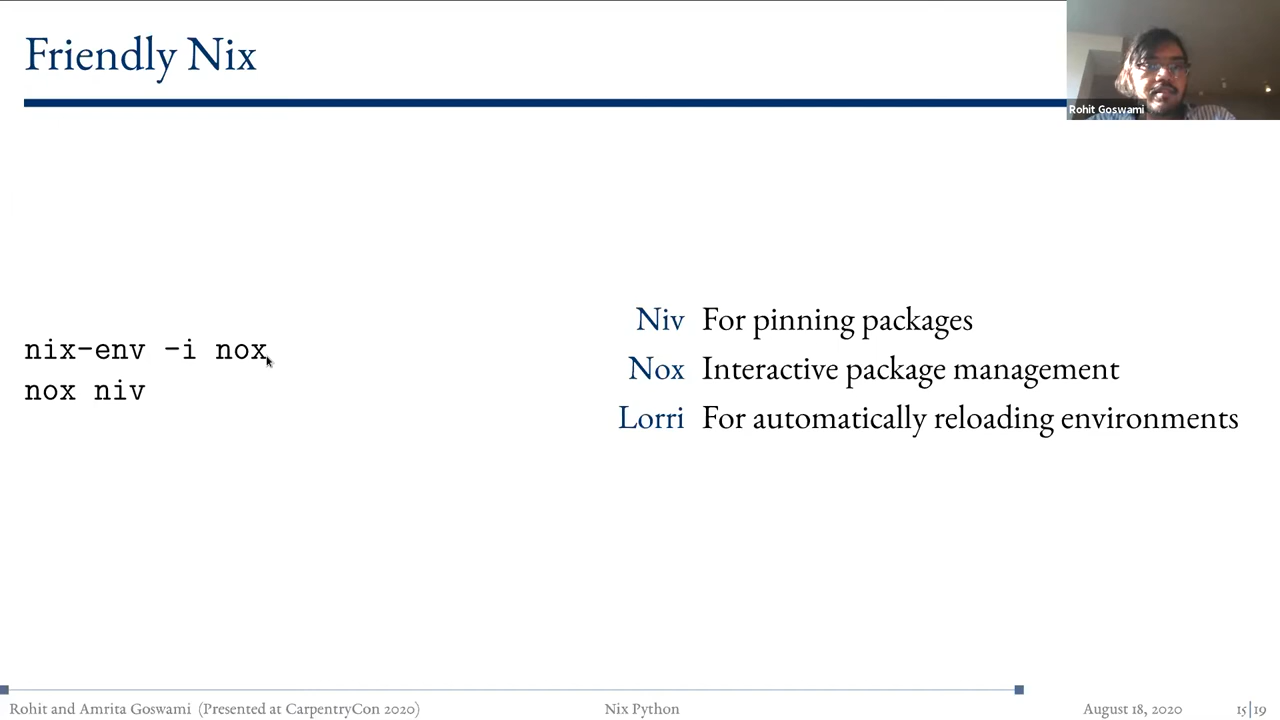 Friendly Nix
Rohit Goswami
nix-env -i nox
nox niv
Niv For pinning packages
Nox Interactive package management
Lorri For automatically reloading environments
Rohit and Amrita Goswami (Presented at CarpentryCon 2020)
Nix Python
August 18, 2020
15|19